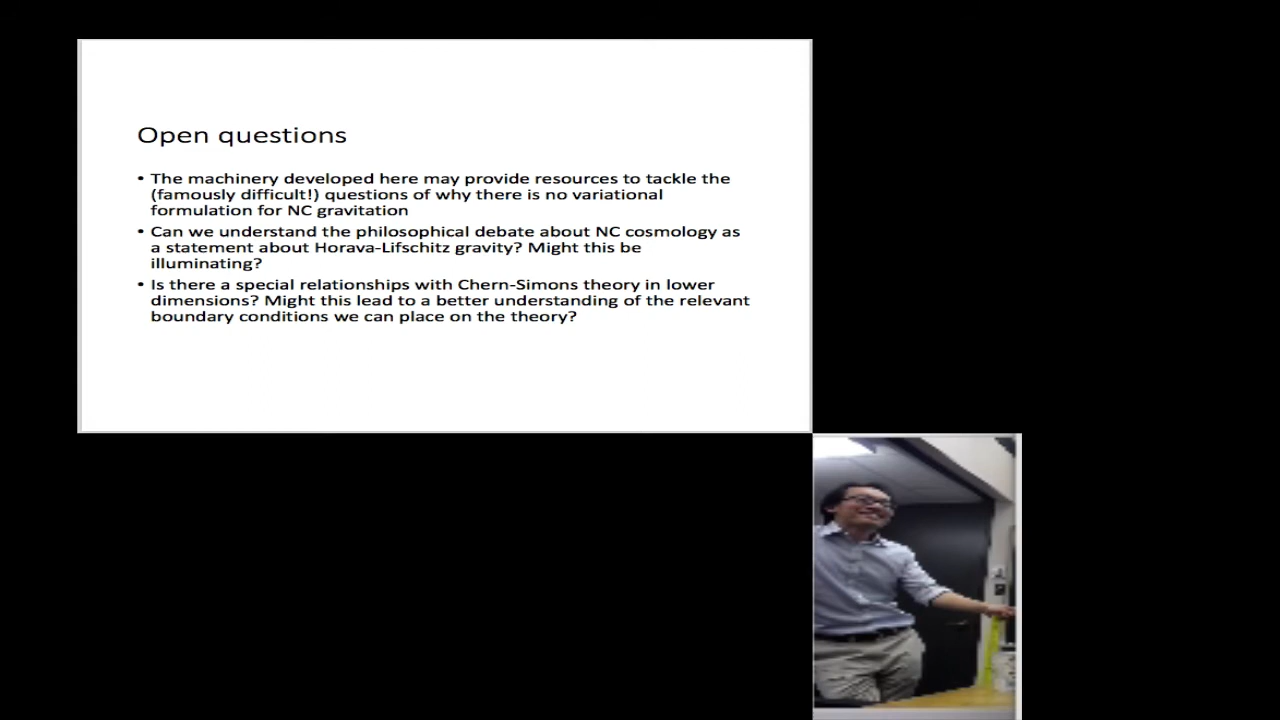 Open questions
• The machinery developed here may provide resources to tackle the
(famously difficult!) questions of why there is no variational
formulation for NC gravitation
• Can we understand the philosophical debate about NC cosmology as
a statement about Horava-Lifschitz gravity? Might this be
illuminating?
• Is there a special relationships with Chern-Simons theory in lower
dimensions? Might this lead to a better understanding of the relevant
boundary conditions we can place on the theory?